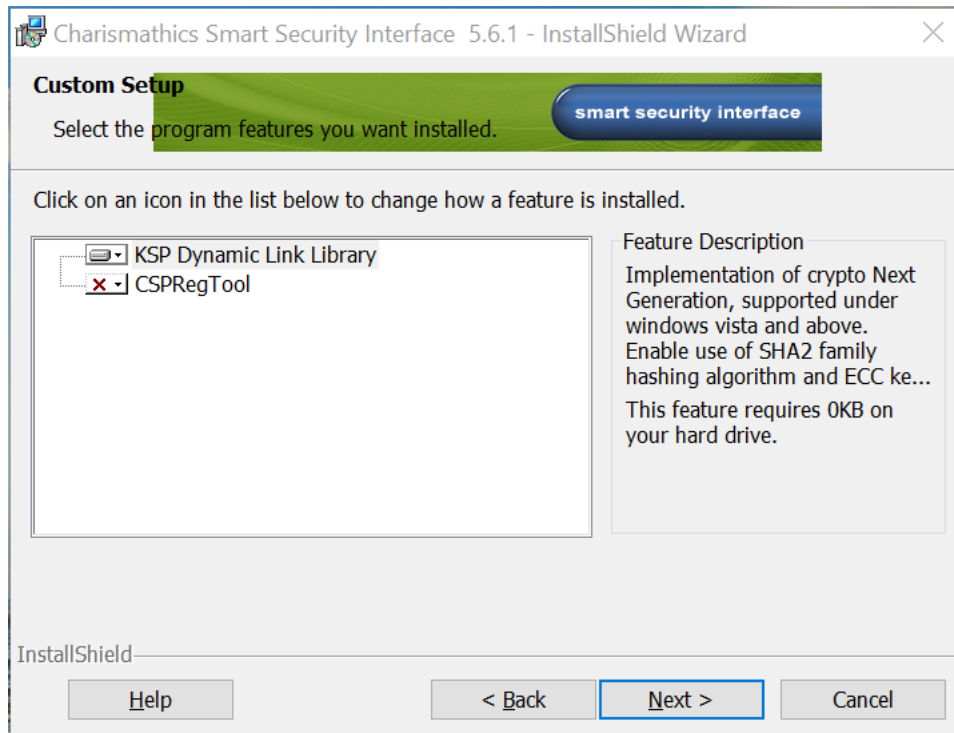 Charismathics Smart Security Interface 5.6.1 - InstallShield Wizard
Custom Setup
Select the program features you want installed.
smart security interface
Click on an icon in the list below to change how a feature is installed.
KSP Dynamic Link Library
CSPRegTool
Feature Description
Implementation of crypto Next
Generation, supported under
windows vista and above.
Enable use of SHA2 family
hashing algorithm and ECC ke...
This feature requires 0KB on
your hard drive.
InstallShield
Help
< Back
Next >
Cancel